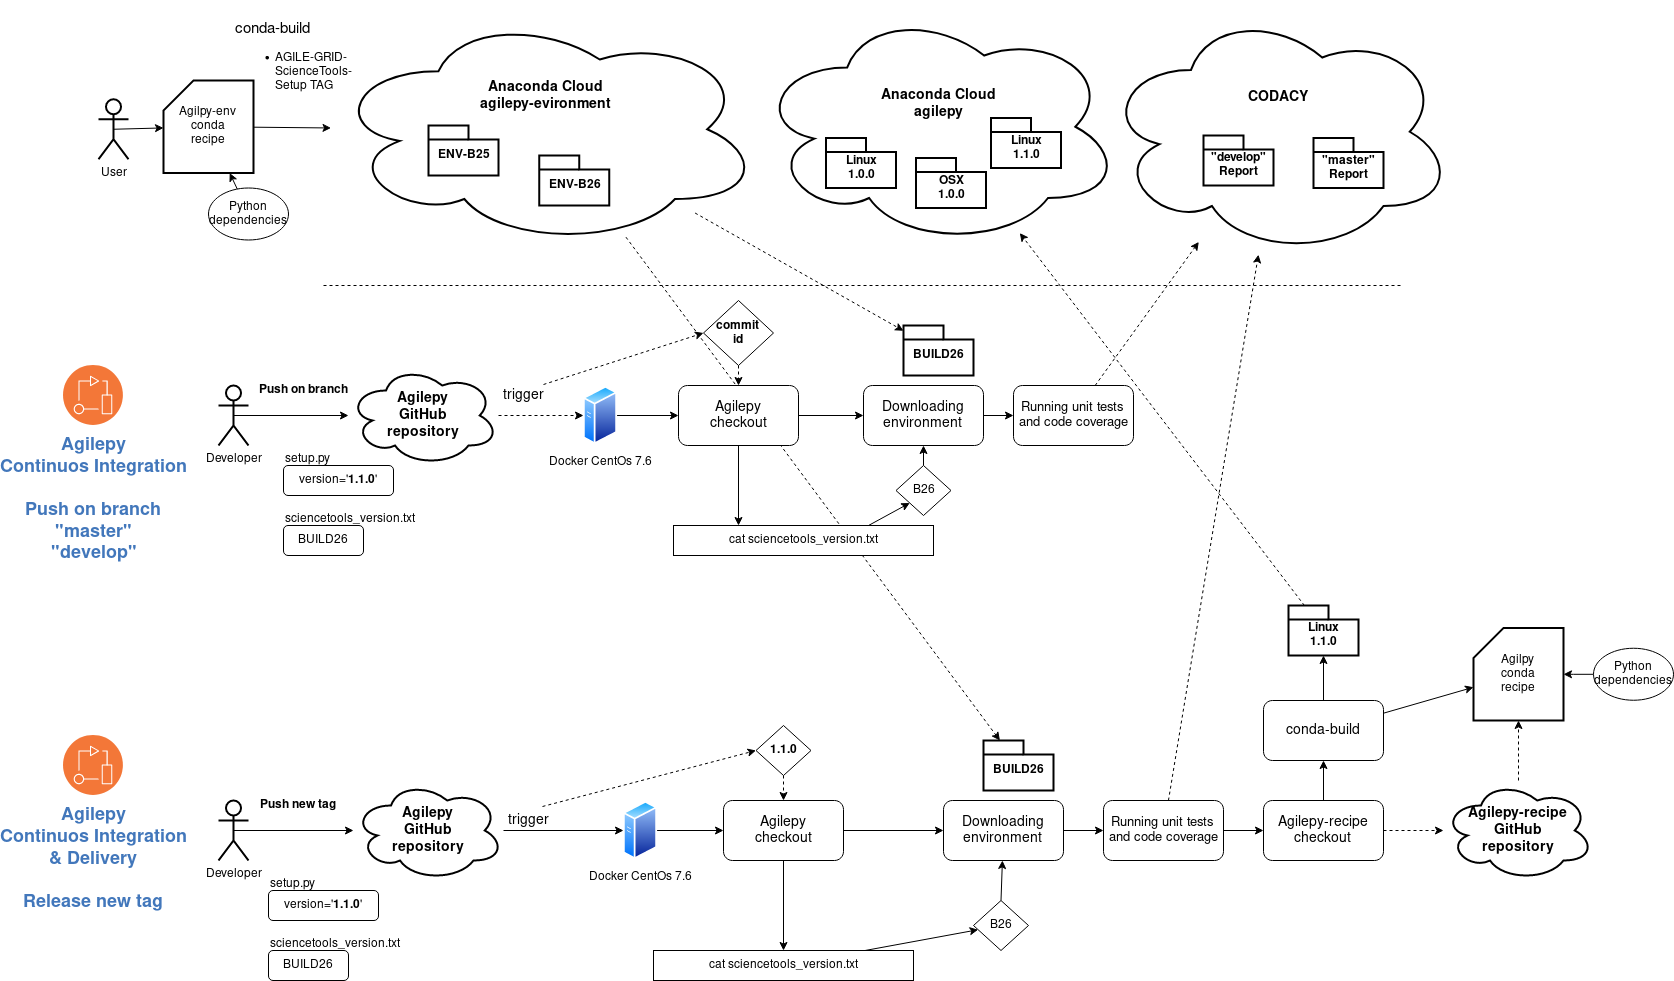 conda-build
• AGILE-GRID-
ScienceTools-
Setup TAG
Agilpy-env
conda
recipe
User
Python
dependencies
Anaconda Cloud
agilepy-evironment
ENV-B25
ENV-B26
Anaconda Cloud
agilepy
Linux
1.0.0
OSX
1.0.0
Linux
1.1.0
CODACY
"develop"
Report
"master"
Report
Agilepy
Continuos Integration
Push on branch
"master"
"develop"
Developer
Push on branch
Agilepy
GitHub
repository
setup.py
version='1.1.0'
sciencetools_version.txt
BUILD26
trigger
commit
id
Docker CentOs 7.6
Agilepy
checkout
BUILD26
Downloading
environment
Running unit tests
and code coverage
B26
cat sciencetools_version.txt
Agilepy
Continuos Integration
& Delivery
Release new tag
Developer
Push new tag
Agilepy
GitHub
repository
setup.py
version='1.1.0'
sciencetools_version.txt
BUILD26
trigger
1.1.0
Docker CentOs 7.6
Agilepy
checkout
BUILD26
Downloading
environment
Running unit tests
and code coverage
B26
cat sciencetools_version.txt
Agilepy-recipe
checkout
conda-build
Linux
1.1.0
Agilpy
conda
recipe
Python
dependencies
Agilepy-recipe
GitHub
repository